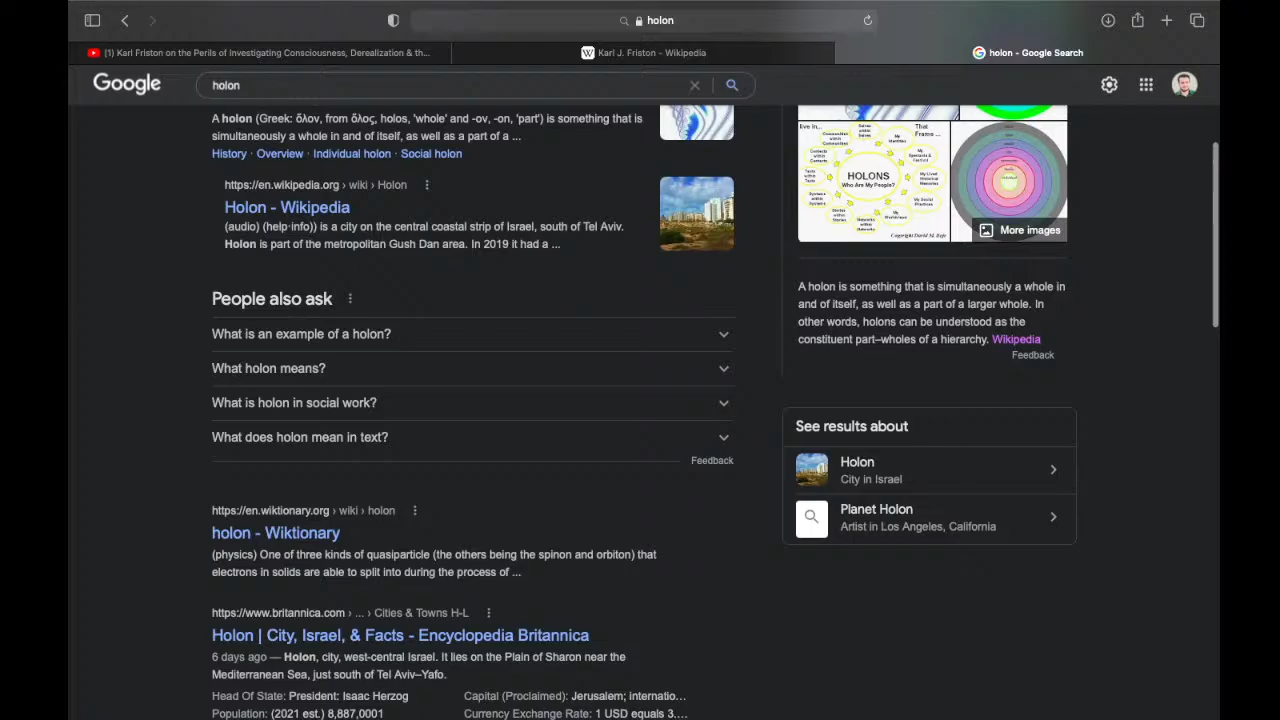 holon
(1) Karl Friston on the Perils of Investigating Consciousness, Derealization & th...
Karl J. Friston - Wikipedia
holon - Google Search
Google
holon
A holon (Greek: ὅλον, from ὅλος, holos, 'whole' and -ον, -on, 'part') is something that is
simultaneously a whole in and of itself, as well as a part of a ...
History · Overview · Individual holon · Social holon
https://en.wikipedia.org › wiki › Holon
Holon - Wikipedia
(audio) (help·info)) is a city on the central coastal strip of Israel, south of Tel Aviv.
Holon is part of the metropolitan Gush Dan area. In 2019 it had a ...
People also ask
What is an example of a holon?
What holon means?
What is holon in social work?
What does holon mean in text?
Feedback
https://en.wiktionary.org › wiki › holon
holon - Wiktionary
(physics) One of three kinds of quasiparticle (the others being the spinon and orbiton) that
electrons in solids are able to split into during the process of ...
https://www.britannica.com › ... › Cities & Towns H-L
Holon | City, Israel, & Facts - Encyclopedia Britannica
6 days ago — Holon, city, west-central Israel. It lies on the Plain of Sharon near the
Mediterranean Sea, just south of Tel Aviv–Yafo.
Head Of State: President: Isaac Herzog
Capital (Proclaimed): Jerusalem; internatio...
Population: (2021 est.) 8,887,0001
Currency Exchange Rate: 1 USD equals 3....
live in...
That
Frame ...
HOLONS
Who Are My People?
More images
A holon is something that is simultaneously a whole in
and of itself, as well as a part of a larger whole. In
other words, holons can be understood as the
constituent part–wholes of a hierarchy. Wikipedia
Feedback
See results about
Holon
City in Israel
Planet Holon
Artist in Los Angeles, California